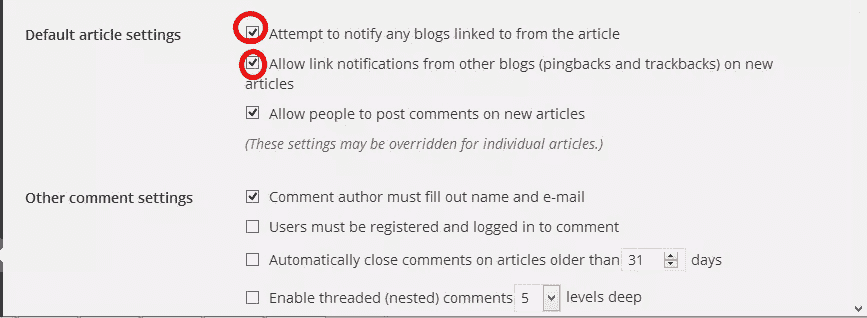 Default article settings
Attempt to notify any blogs linked to from the article
Allow link notifications from other blogs (pingbacks and trackbacks) on new
articles
Allow people to post comments on new articles
(These settings may be overridden for individual articles.)
Other comment settings
Comment author must fill out name and e-mail
Users must be registered and logged in to comment
Automatically close comments on articles older than 31 days
Enable threaded (nested) comments 5 levels deep